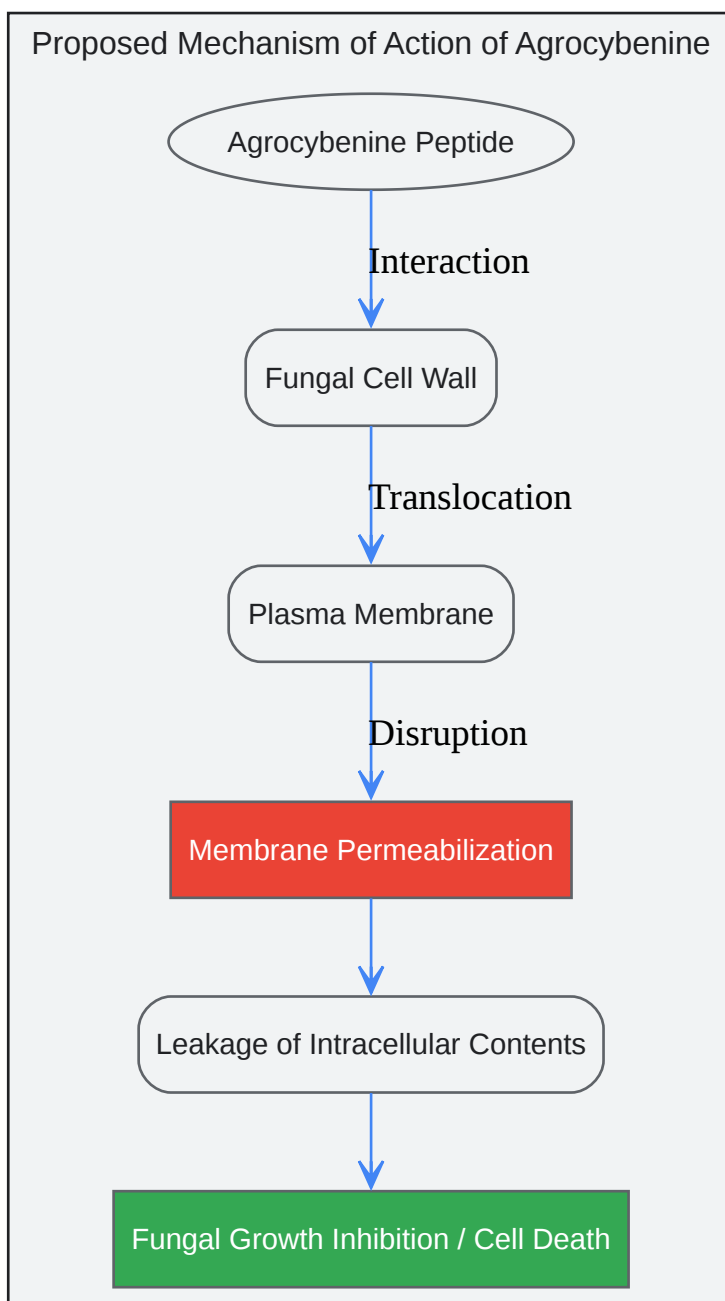 Proposed Mechanism of Action of Agrocybenine
Agrocybenine Peptide
Interaction
Fungal Cell Wall
Translocation
Plasma Membrane
Disruption
Membrane Permeabilization
Leakage of Intracellular Contents
Fungal Growth Inhibition / Cell Death